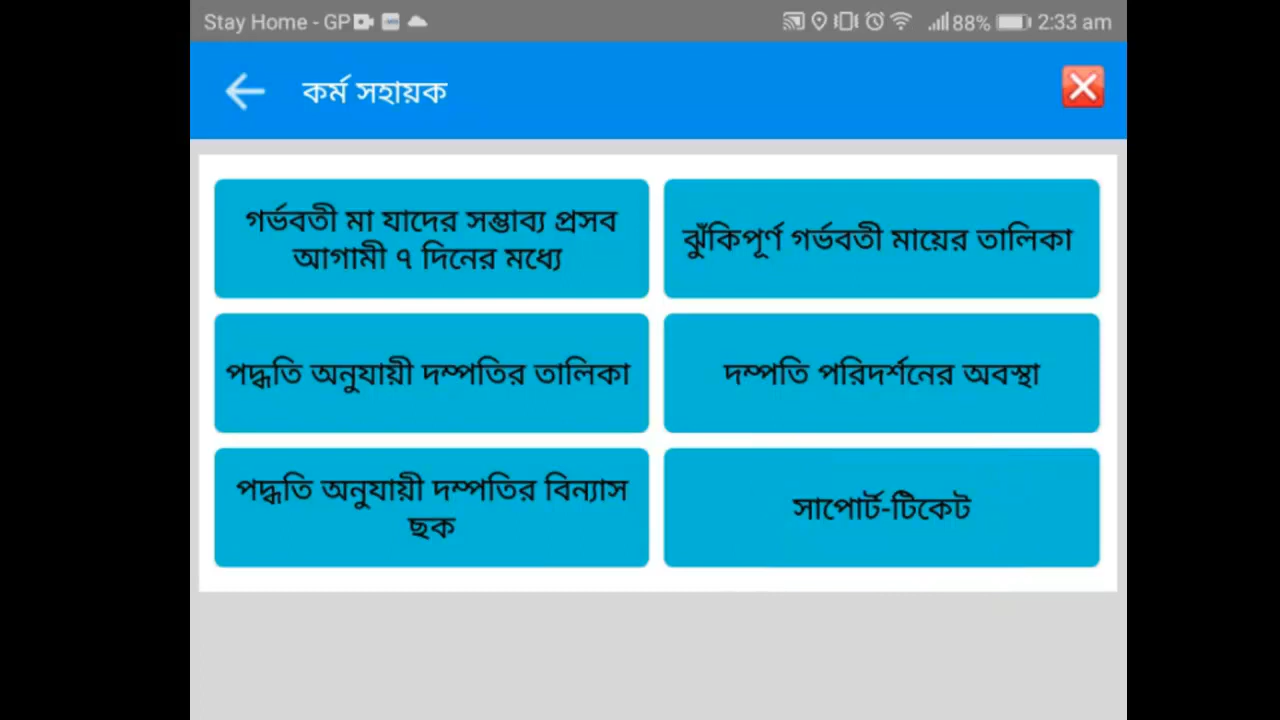 Stay Home - GP
88% 2:33 am
কর্ম সহায়ক
গর্ভবতী মা যাদের সম্ভাব্য প্রসব
আগামী ৭ দিনের মধ্যে
ঝুঁকিপূর্ণ গর্ভবতী মায়ের তালিকা
পদ্ধতি অনুযায়ী দম্পতির তালিকা
দম্পতি পরিদর্শনের অবস্থা
পদ্ধতি অনুযায়ী দম্পতির বিন্যাস
ছক
সাপোর্ট-টিকেট